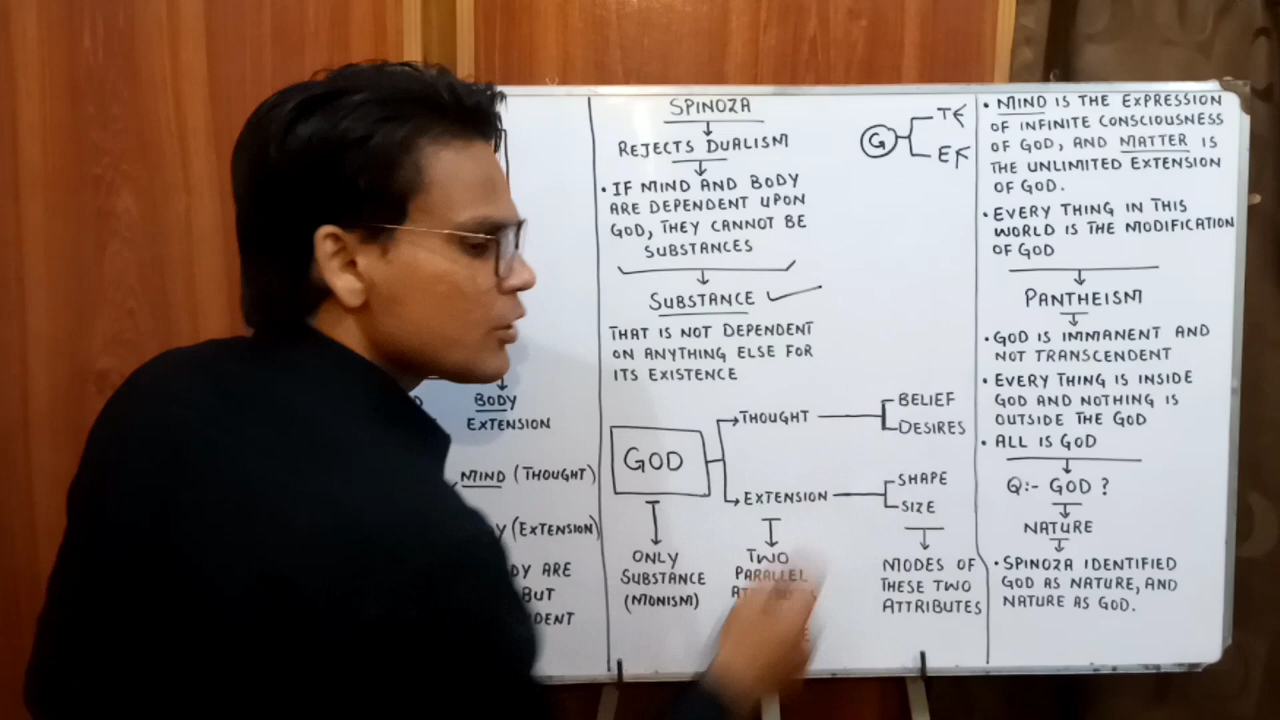 BODY
EXTENSION
MIND (THOUGHT)
(EXTENSION)
ARE
BUT
SPINOZA
REJECTS DUALISM
• IF MIND AND BODY
ARE DEPENDENT UPON
GOD, THEY CANNOT BE
SUBSTANCES
SUBSTANCE ✓
THAT IS NOT DEPENDENT
ON ANYTHING ELSE FOR
ITS EXISTENCE
GOD
THOUGHT
BELIEF
DESIRES
EXTENSION
SHAPE
SIZE
ONLY
SUBSTANCE
(MONISM)
TWO
PARALLEL
MODES OF
THESE TWO
ATTRIBUTES
G
TE
EF
• MIND IS THE EXPRESSION
OF INFINITE CONSCIOUSNESS
OF GOD, AND MATTER IS
THE UNLIMITED EXTENSION
OF GOD.
• EVERY THING IN THIS
WORLD IS THE MODIFICATION
OF GOD
PANTHEISM
• GOD IS IMMANENT AND
NOT TRANSCENDENT
• EVERY THING IS INSIDE
GOD AND NOTHING IS
OUTSIDE THE GOD
• ALL IS GOD
Q:- GOD ?
NATURE
• SPINOZA IDENTIFIED
GOD AS NATURE, AND
NATURE AS GOD.